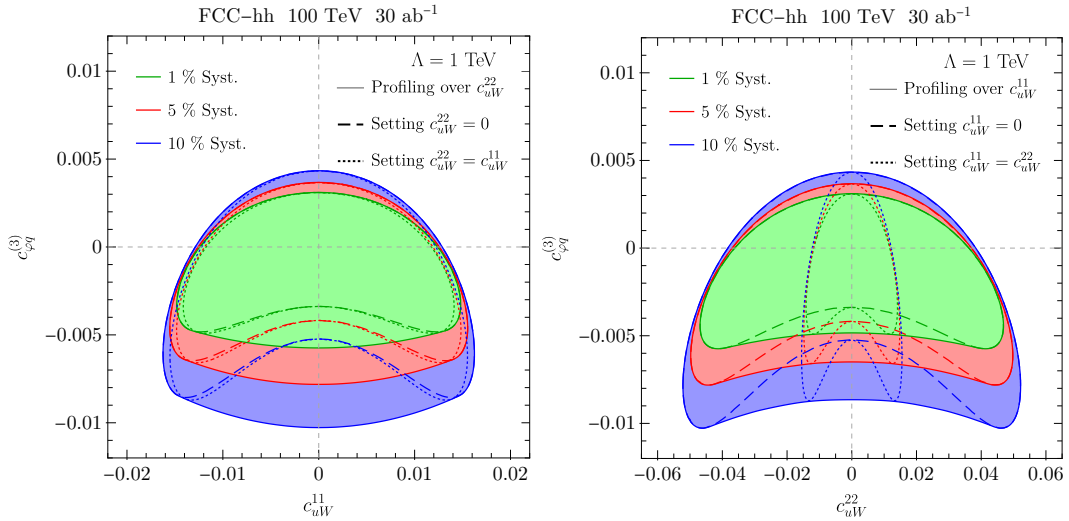 FCC−hh 100 TeV 30 ab⁻¹
Λ = 1 TeV
1 % Syst.
5 % Syst.
10 % Syst.
Profiling over c_{uW}^{22}
Setting c_{uW}^{22} = 0
Setting c_{uW}^{22} = c_{uW}^{11}
0.01
0.005
0
−0.005
−0.01
c_{φq}^{(3)}
−0.02
−0.01
0
0.01
0.02
c_{uW}^{11}
FCC−hh 100 TeV 30 ab⁻¹
Λ = 1 TeV
1 % Syst.
5 % Syst.
10 % Syst.
Profiling over c_{uW}^{11}
Setting c_{uW}^{11} = 0
Setting c_{uW}^{11} = c_{uW}^{22}
0.01
0.005
0
−0.005
−0.01
c_{φq}^{(3)}
−0.06
−0.04
−0.02
0
0.02
0.04
0.06
c_{uW}^{22}